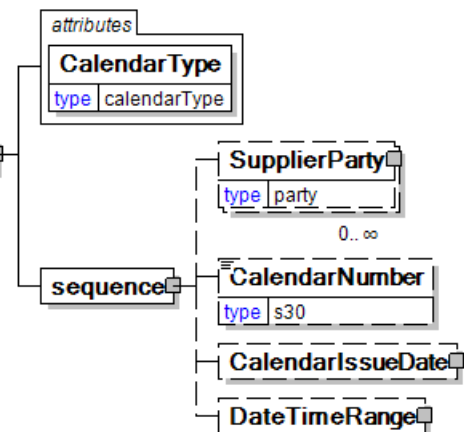 attributes
CalendarType
type calendarType
SupplierParty
type party
0.. ∞
sequence
CalendarNumber
type s30
CalendarIssueDate
DateTimeRange